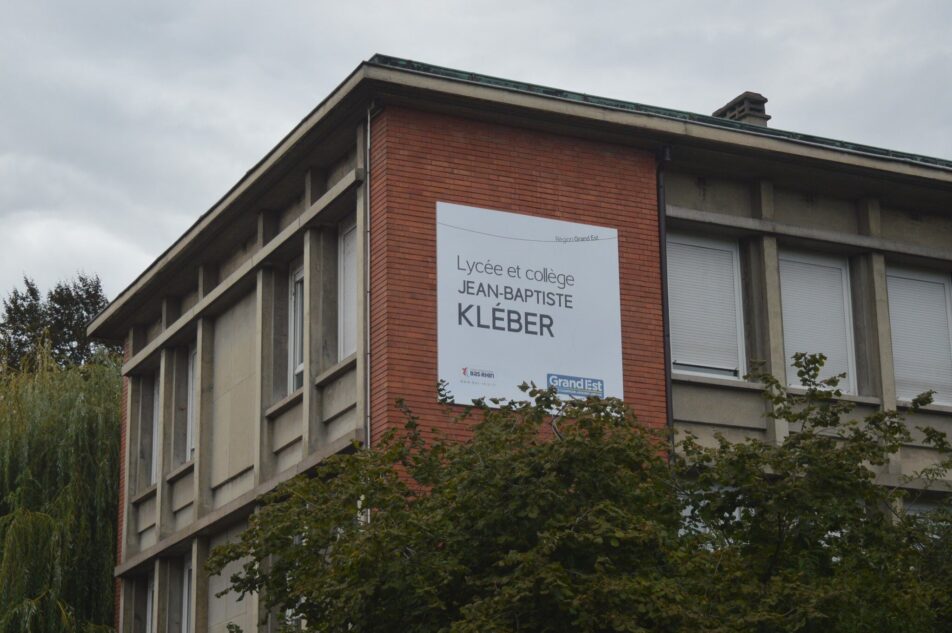 Région Grand Est
Lycée et collège
JEAN-BAPTISTE
KLÉBER
BAS-RHIN
Grand Est